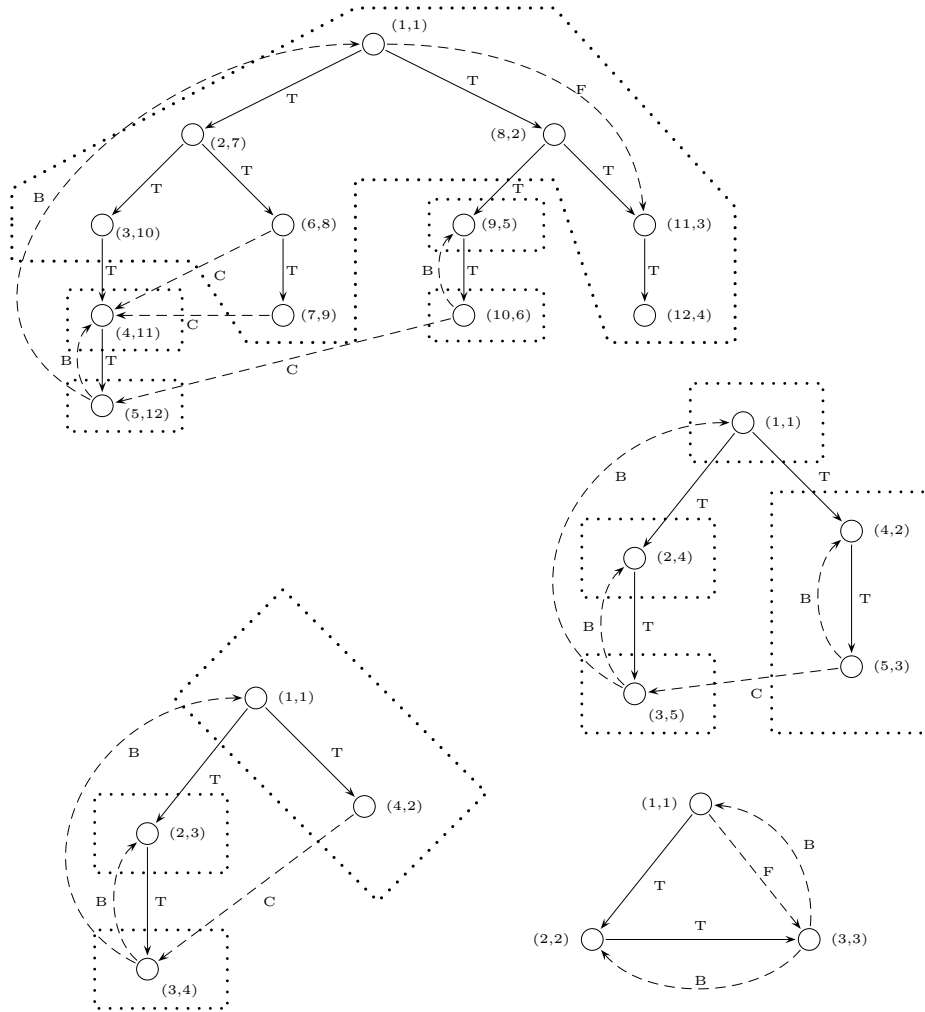 (1,1)
T
T
F
(2,7)
(8,2)
T
T
T
T
B
(3,10)
(6,8)
(9,5)
(11,3)
T
C
T
B
T
T
(4,11)
C
(7,9)
(10,6)
(12,4)
B
T
C
(5,12)
(1,1)
B
T
T
(2,4)
(4,2)
B
T
B
T
C
(5,3)
(3,5)
(1,1)
B
T
T
(2,3)
(4,2)
B
T
C
(3,4)
(1,1)
B
T
F
(2,2)
T
(3,3)
B